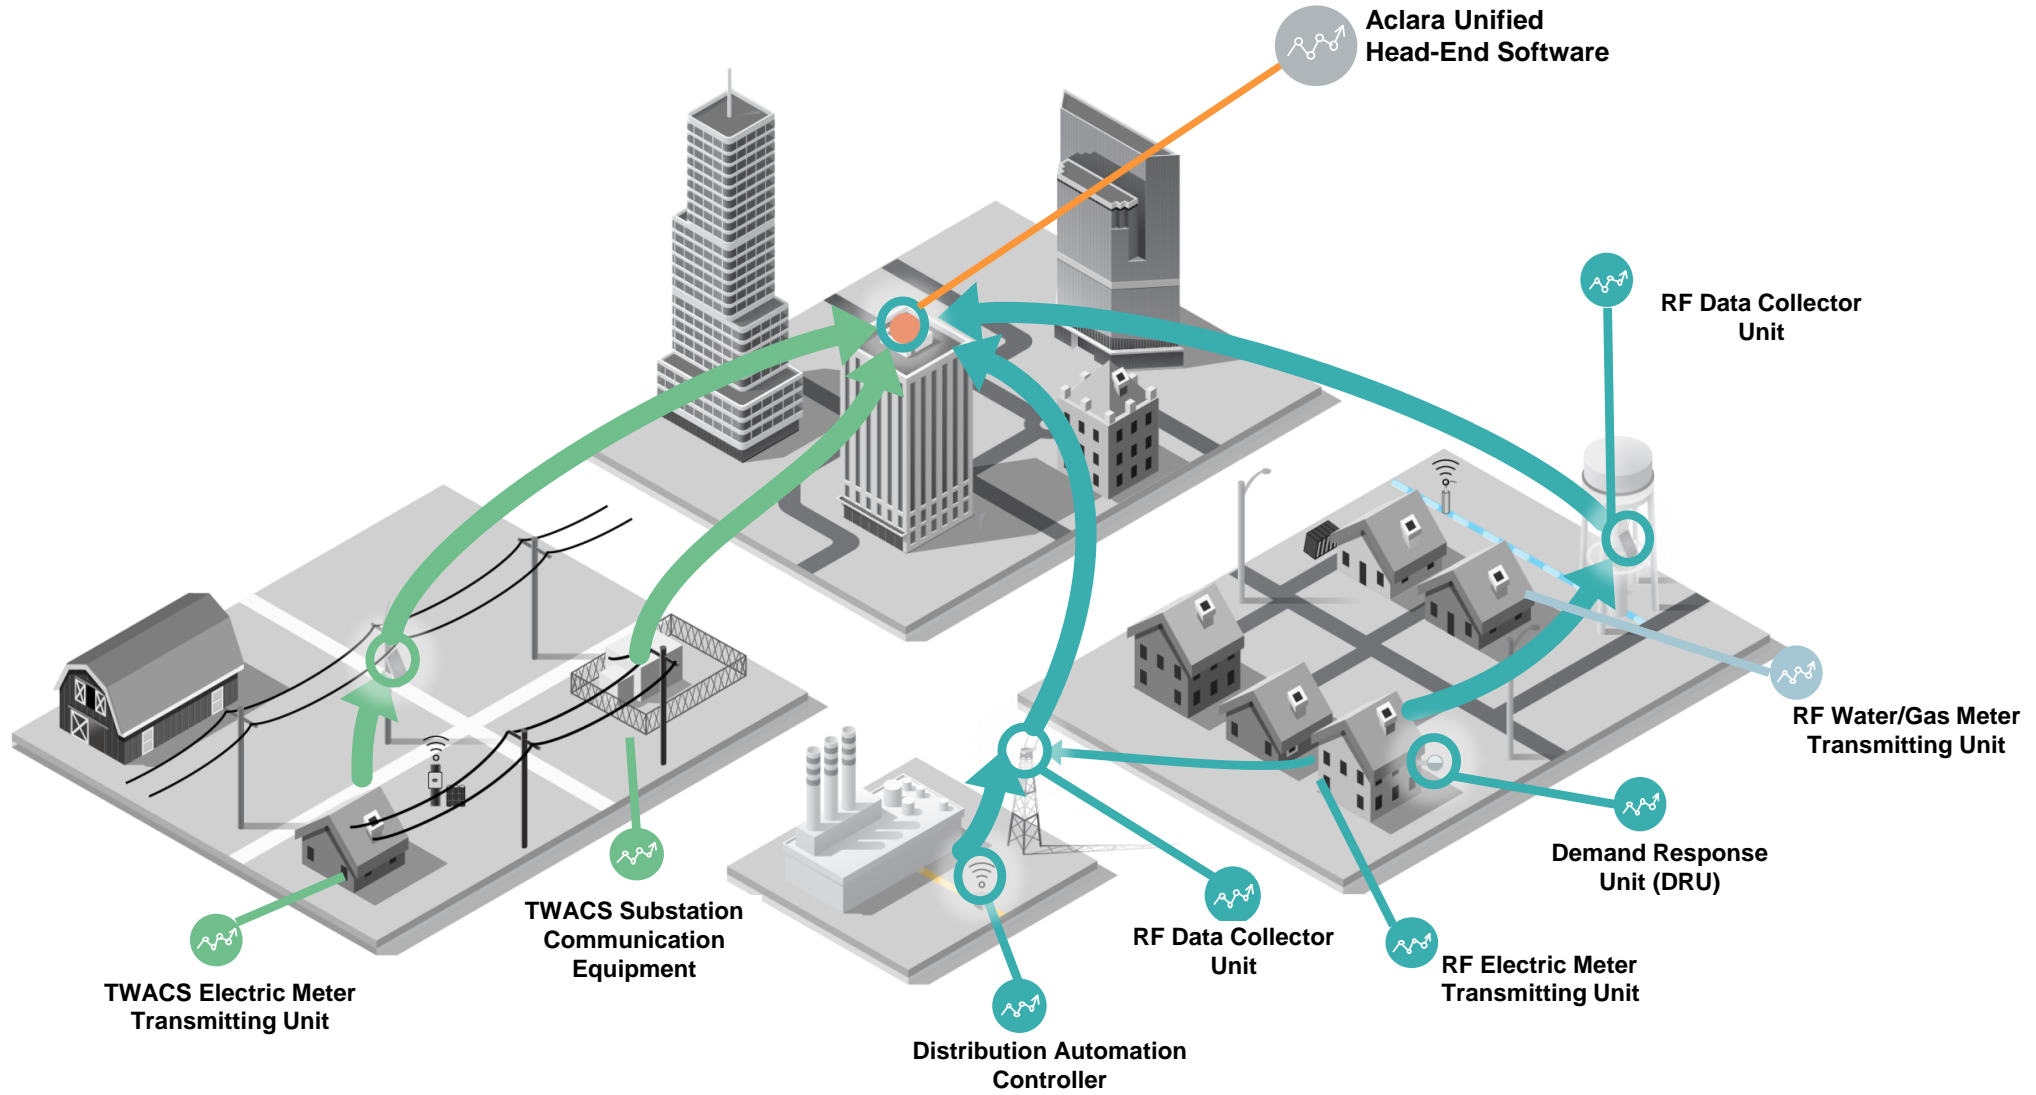 Aclara Unified
Head-End Software
RF Data Collector
Unit
RF Water/Gas Meter
Transmitting Unit
Demand Response
Unit (DRU)
TWACS Substation
Communication
Equipment
RF Data Collector
Unit
RF Electric Meter
Transmitting Unit
TWACS Electric Meter
Transmitting Unit
Distribution Automation
Controller